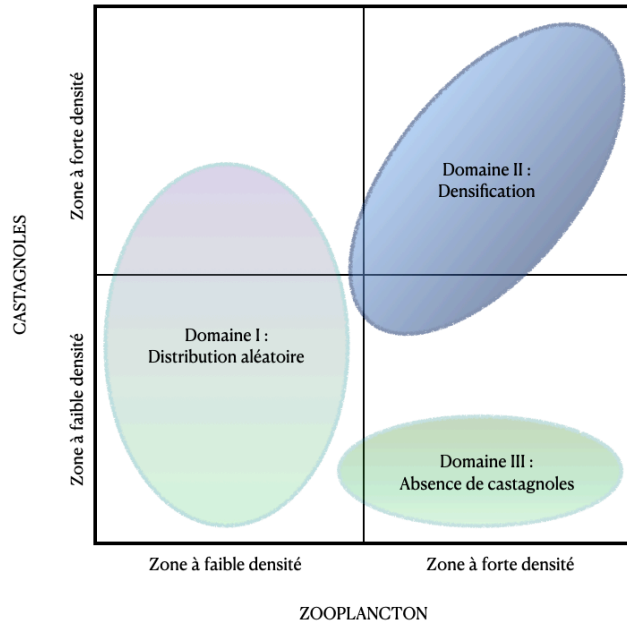 CASTAGNOLES
Zone à forte densité
Zone à faible densité
Domaine II :
Densification
Domaine I :
Distribution aléatoire
Domaine III :
Absence de castagnoles
Zone à faible densité
Zone à forte densité
ZOOPLANCTON